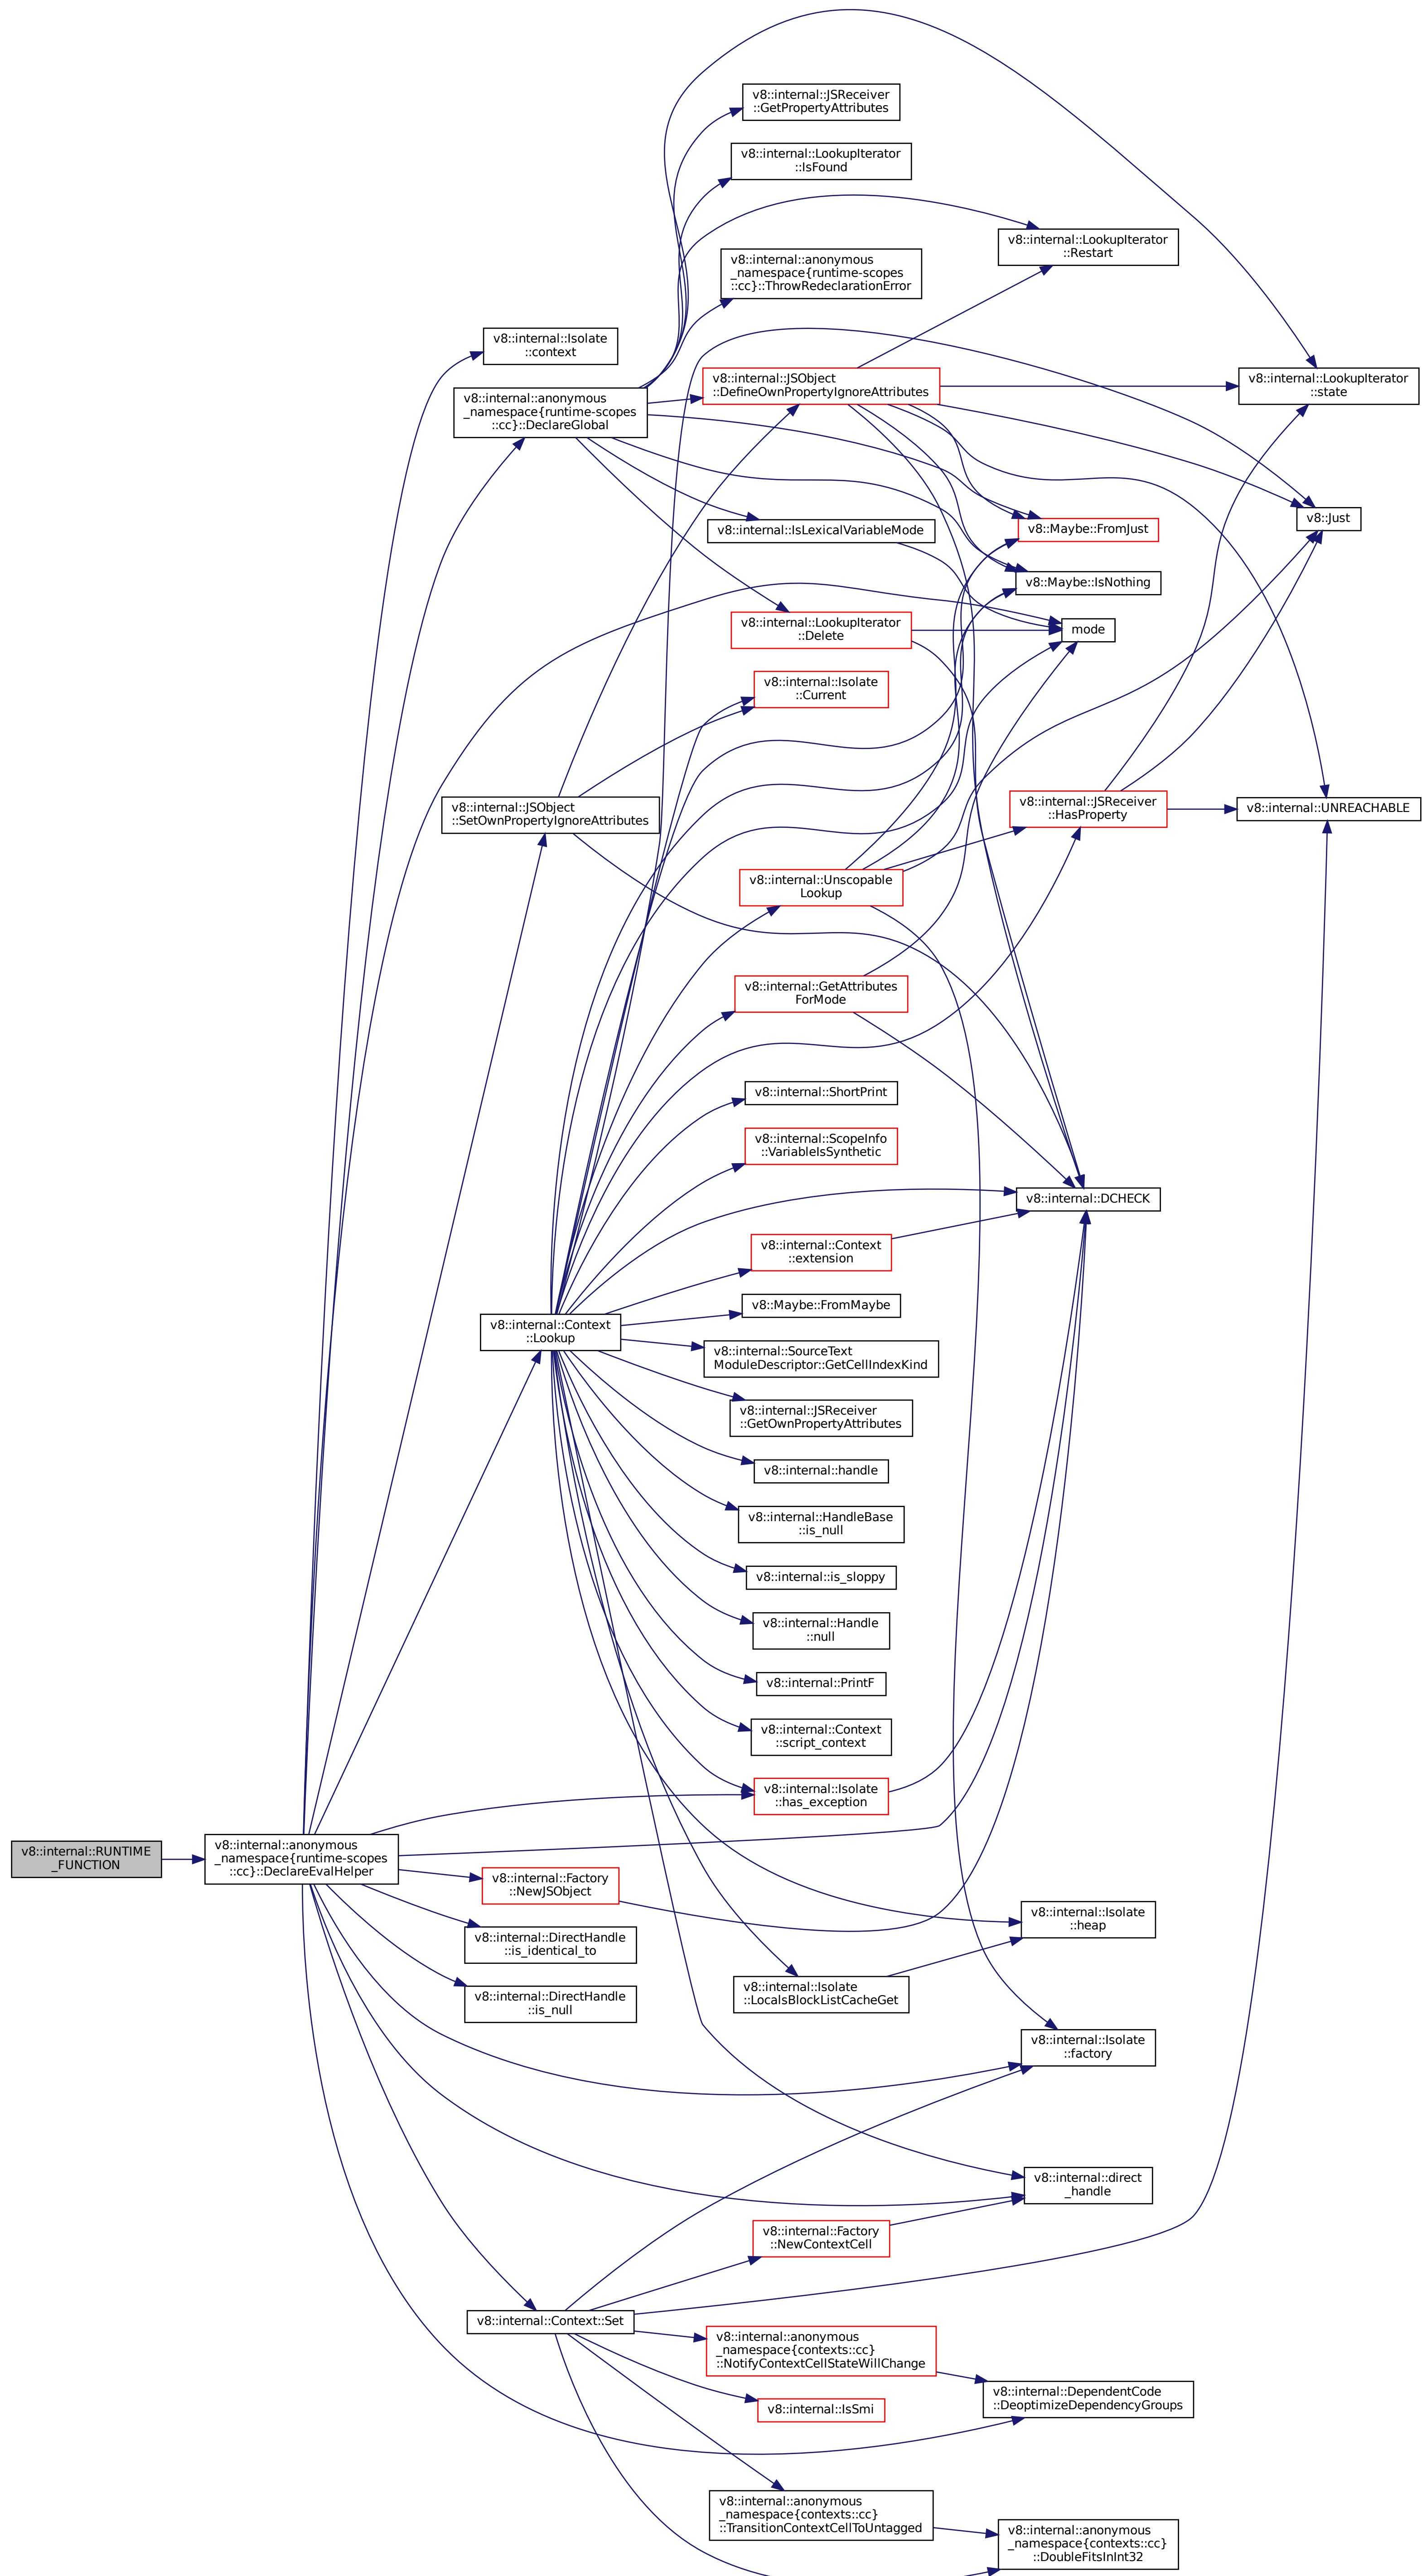 v8::internal::JSReceiver
::GetPropertyAttributes
v8::internal::LookupIterator
::IsFound
v8::internal::LookupIterator
::Restart
v8::internal::anonymous
_namespace{runtime-scopes
::cc}::ThrowRedeclarationError
v8::internal::Isolate
::context
v8::internal::JSObject
::DefineOwnPropertyIgnoreAttributes
v8::internal::LookupIterator
::state
v8::internal::anonymous
_namespace{runtime-scopes
::cc}::DeclareGlobal
v8::Just
v8::internal::IsLexicalVariableMode
v8::Maybe::FromJust
v8::Maybe::IsNothing
v8::internal::LookupIterator
::Delete
mode
v8::internal::Isolate
::Current
v8::internal::JSObject
::SetOwnPropertyIgnoreAttributes
v8::internal::JSReceiver
::HasProperty
v8::internal::UNREACHABLE
v8::internal::Unscopable
Lookup
v8::internal::GetAttributes
ForMode
v8::internal::ShortPrint
v8::internal::ScopeInfo
::VariableIsSynthetic
v8::internal::DCHECK
v8::internal::Context
::extension
v8::Maybe::FromMaybe
v8::internal::Context
::Lookup
v8::internal::SourceText
ModuleDescriptor::GetCellIndexKind
v8::internal::JSReceiver
::GetOwnPropertyAttributes
v8::internal::handle
v8::internal::HandleBase
::is_null
v8::internal::is_sloppy
v8::internal::Handle
::null
v8::internal::PrintF
v8::internal::Context
::script_context
v8::internal::Isolate
::has_exception
v8::internal::RUNTIME
_FUNCTION
v8::internal::anonymous
_namespace{runtime-scopes
::cc}::DeclareEvalHelper
v8::internal::Factory
::NewJSObject
v8::internal::Isolate
::heap
v8::internal::DirectHandle
::is_identical_to
v8::internal::Isolate
::LocalsBlockListCacheGet
v8::internal::DirectHandle
::is_null
v8::internal::Isolate
::factory
v8::internal::direct
_handle
v8::internal::Factory
::NewContextCell
v8::internal::Context::Set
v8::internal::anonymous
_namespace{contexts::cc}
::NotifyContextCellStateWillChange
v8::internal::DependentCode
::DeoptimizeDependencyGroups
v8::internal::IsSmi
v8::internal::anonymous
_namespace{contexts::cc}
::TransitionContextCellToUntagged
v8::internal::anonymous
_namespace{contexts::cc}
::DoubleFitsInInt32